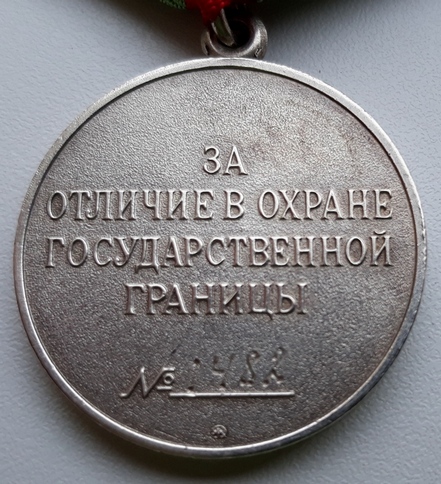 ЗА
ОТЛИЧИЕ В ОХРАНЕ
ГОСУДАРСТВЕННОЙ
ГРАНИЦЫ
№